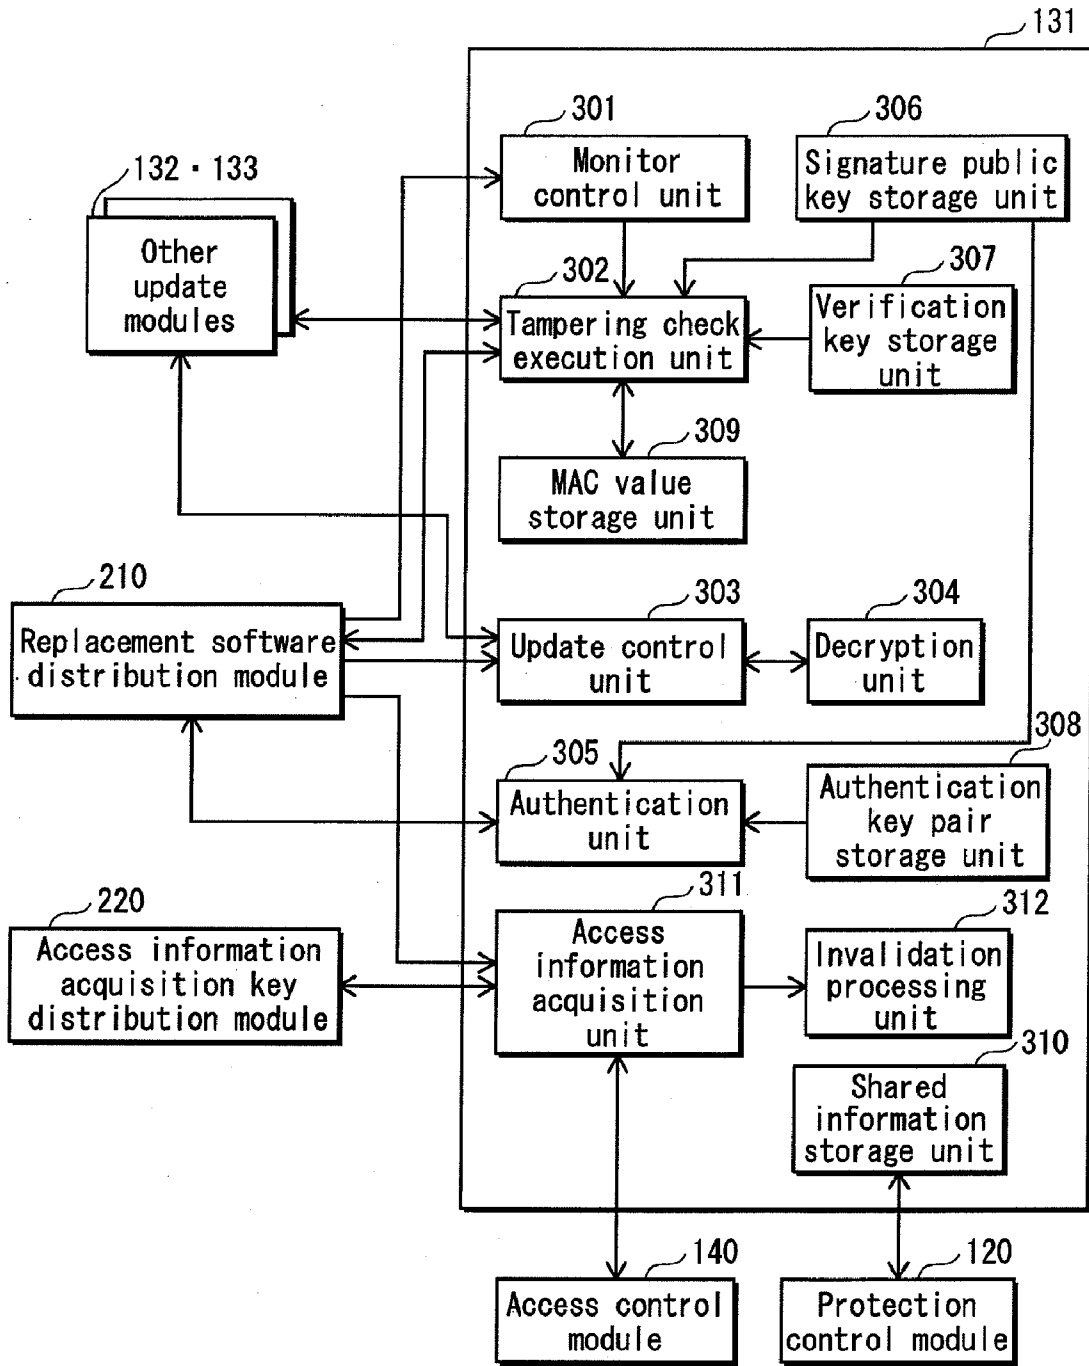 131
301
306
Monitor
control unit
Signature public
key storage unit
132・133
Other
update
modules
302
307
Tampering check
execution unit
Verification
key storage
unit
309
MAC value
storage unit
210
303
304
Replacement software
distribution module
Update control
unit
Decryption
unit
305
308
Authentication
unit
Authentication
key pair
storage unit
220
311
312
Access information
acquisition key
distribution module
Access
information
acquisition
unit
Invalidation
processing
unit
310
Shared
information
storage unit
140
120
Access control
module
Protection
control module